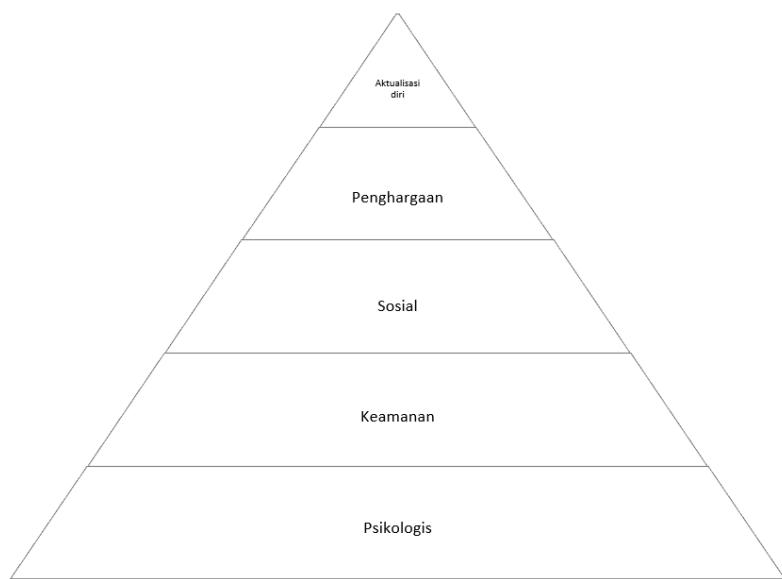 Aktualisasi
diri
Penghargaan
Sosial
Keamanan
Psikologis